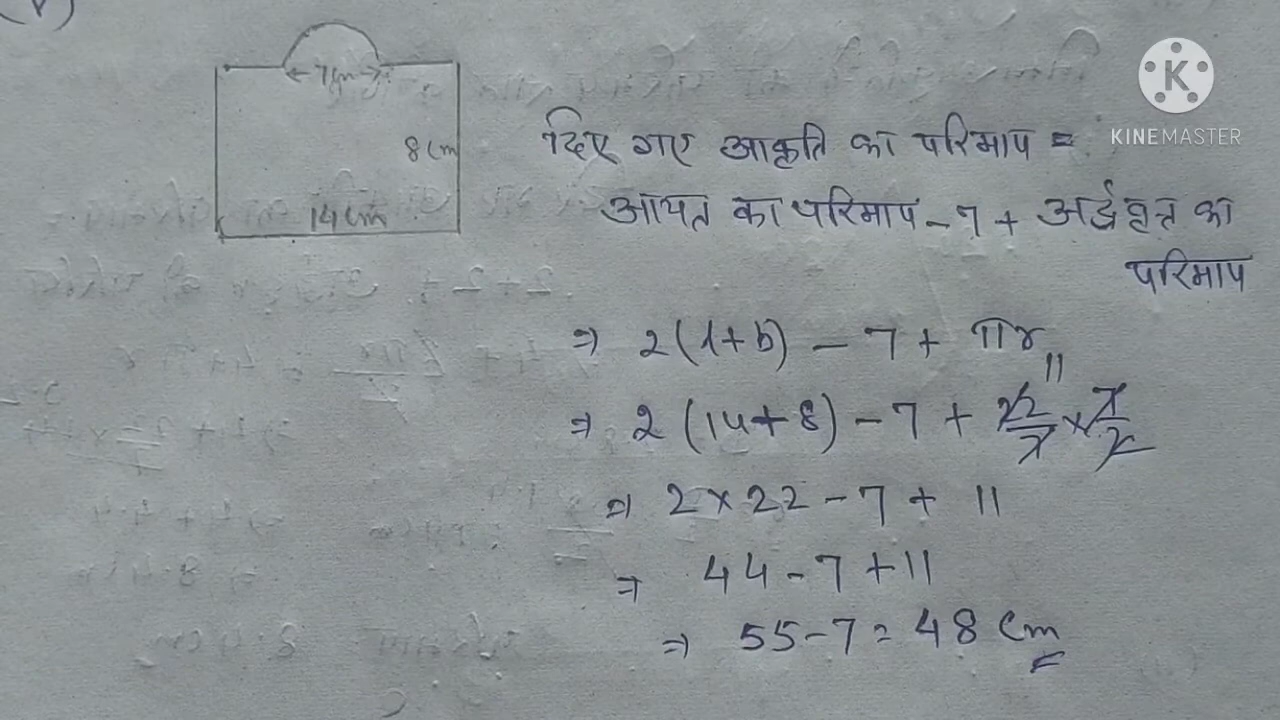 (v)
7cm
8cm
14cm
K
KINEMASTER
दिए गए आकृति का परिमाप =
आयत का परिमाप - 7 + अर्द्धवृत्त का
परिमाप
⇒ 2(l+b) - 7 + πr
11
⇒ 2(14+8) - 7 + 22/7 × 7/2
⇒ 2×22 - 7 + 11
⇒ 44 - 7 + 11
⇒ 55 - 7 = 48 cm